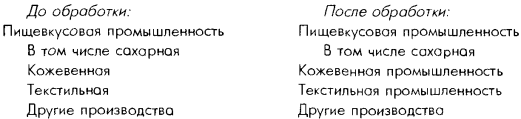 До обработки:
Пищевкусовая промышленность
В том числе сахарная
Кожевенная
Текстильная
Другие производства
После обработки:
Пищевкусовая промышленность
В том числе сахарная
Кожевенная промышленность
Текстильная промышленность
Другие производства